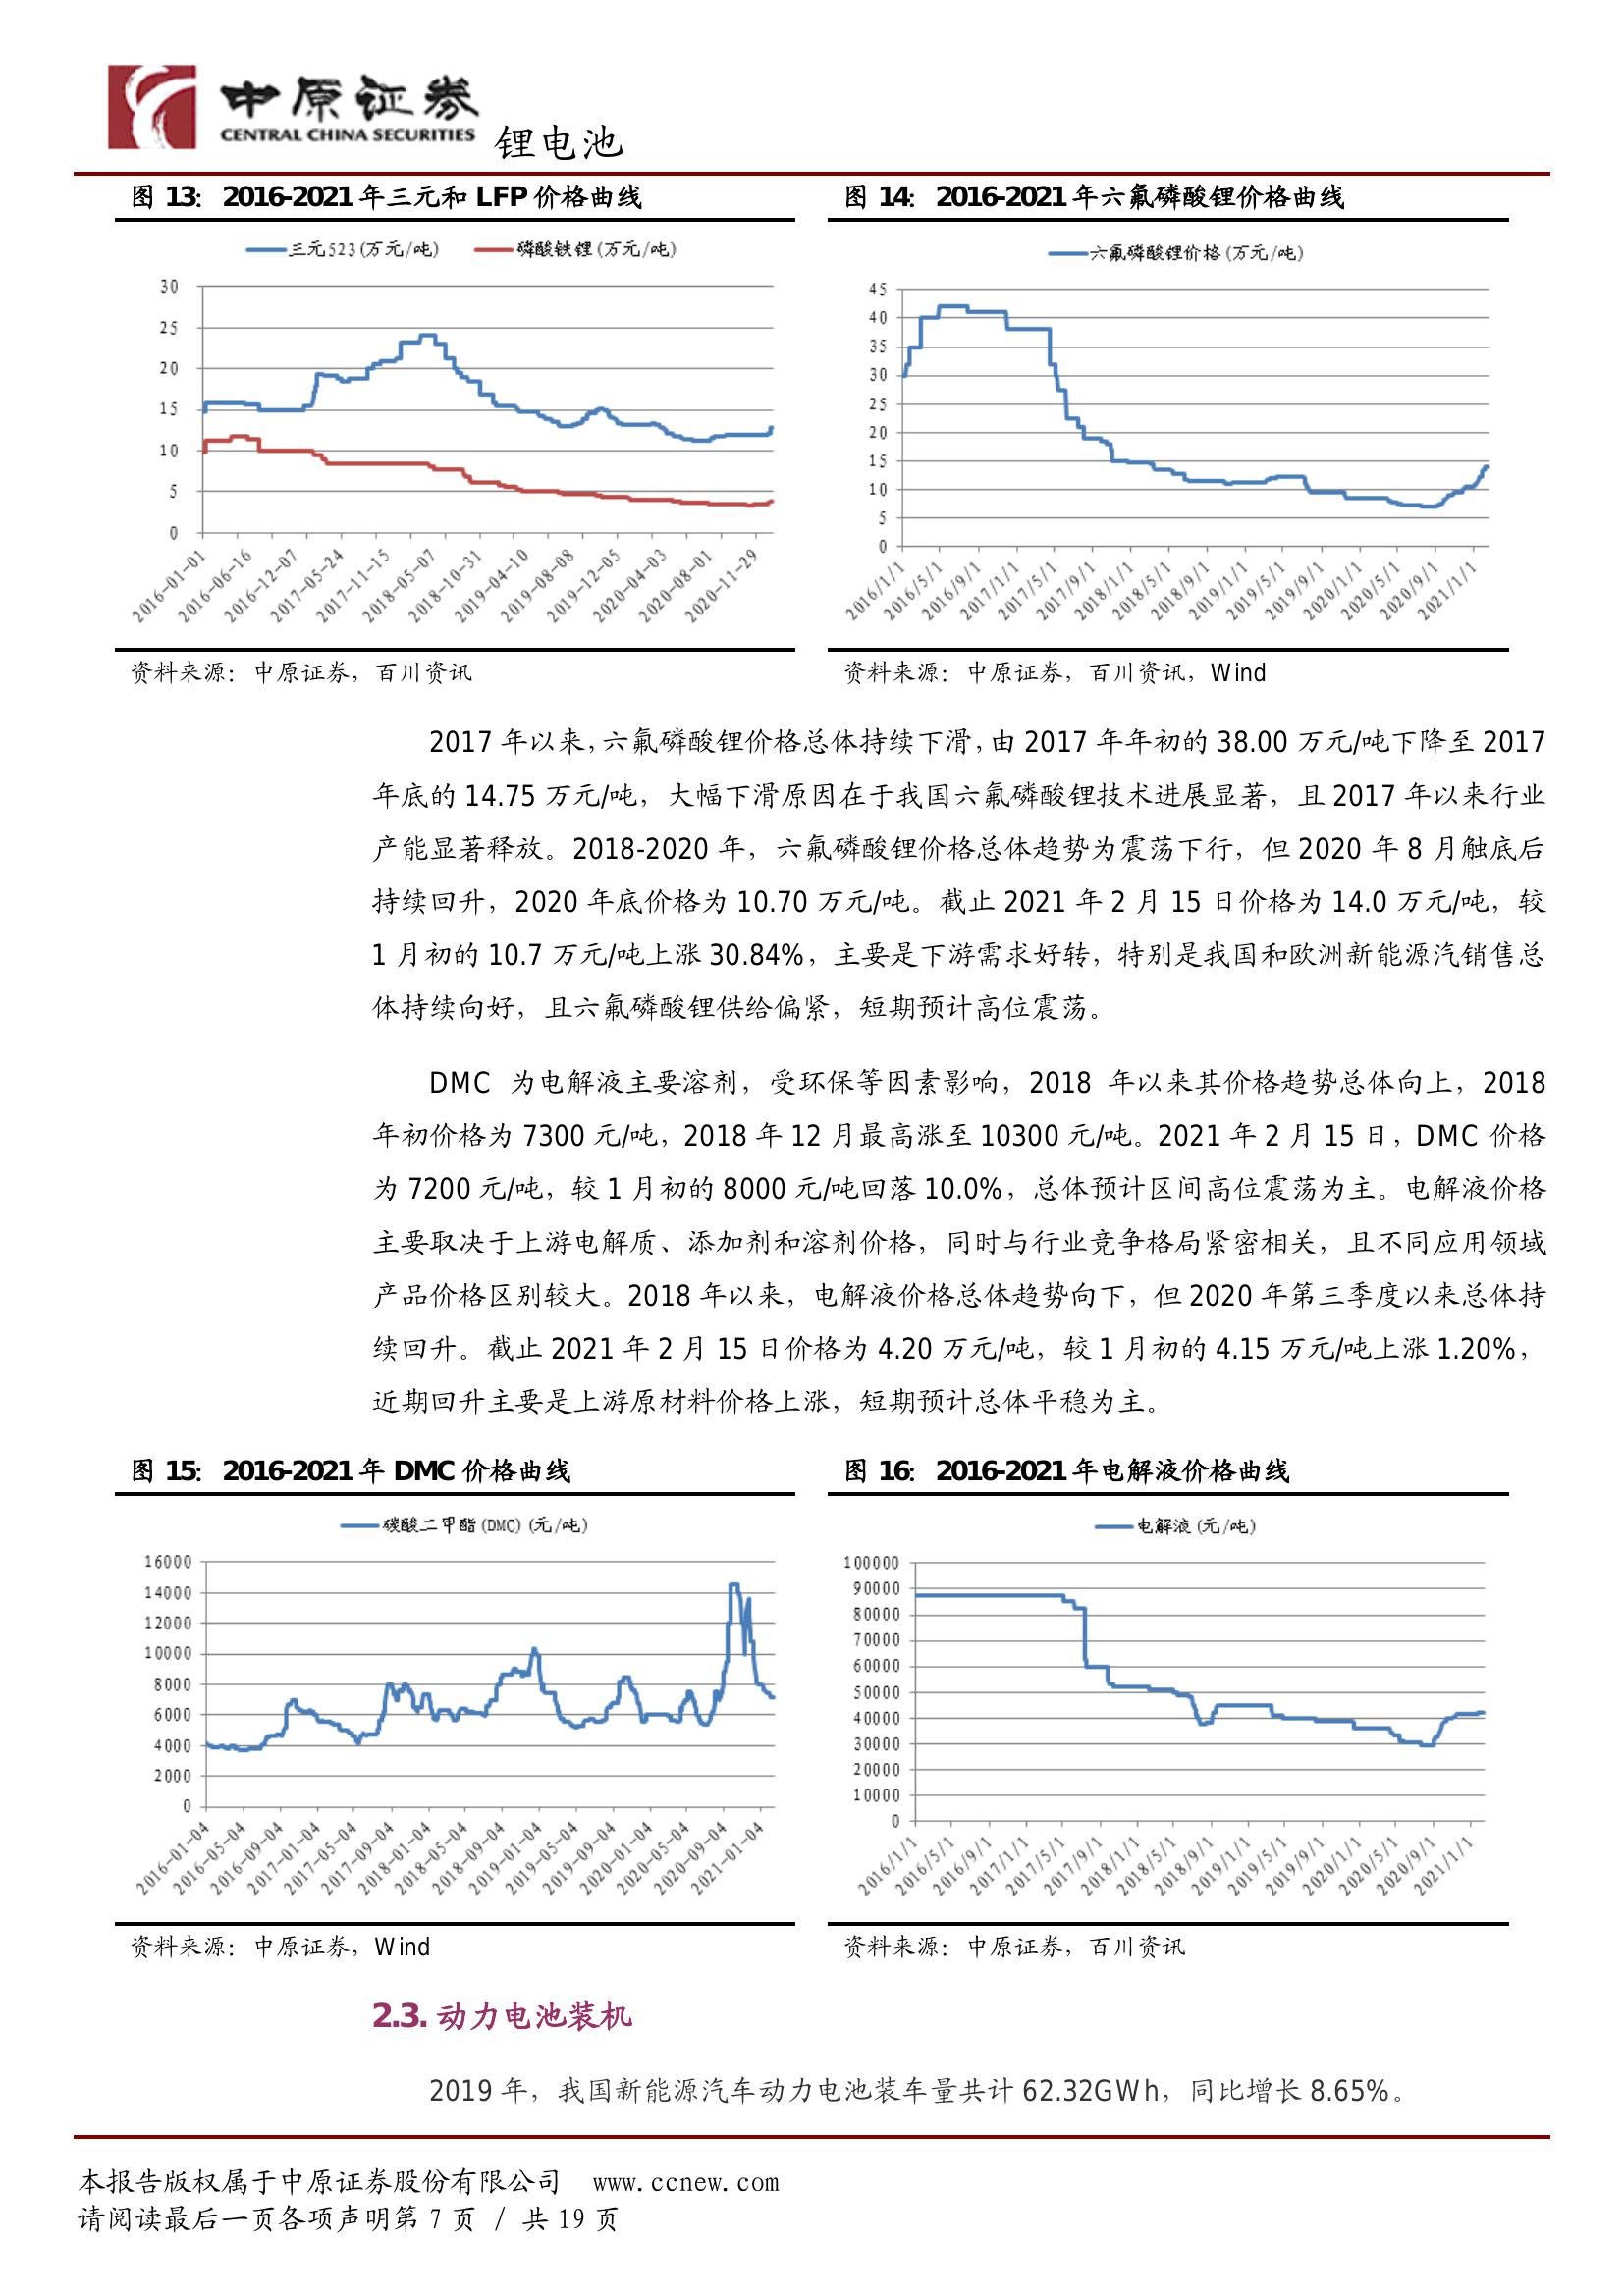 中原证券
CENTRAL CHINA SECURITIES
锂电池
图 13: 2016-2021 年三元和 LFP 价格曲线
三元523(万元/吨) 磷酸铁锂(万元/吨)
30
25
20
15
10
5
0
2016-01-01 2016-06-16 2016-12-07 2017-05-24 2017-11-15 2018-05-07 2018-10-31 2019-04-10 2019-08-08 2019-12-05 2020-04-03 2020-08-01 2020-11-29
资料来源：中原证券，百川资讯
图 14: 2016-2021 年六氟磷酸锂价格曲线
六氟磷酸锂价格(万元/吨)
45
40
35
30
25
20
15
10
5
0
2016/1/1 2016/5/1 2016/9/1 2017/1/1 2017/5/1 2017/9/1 2018/1/1 2018/5/1 2018/9/1 2019/1/1 2019/5/1 2019/9/1 2020/1/1 2020/5/1 2020/9/1 2021/1/1
资料来源：中原证券，百川资讯，Wind
2017 年以来，六氟磷酸锂价格总体持续下滑，由 2017 年年初的 38.00 万元/吨下降至 2017
年底的 14.75 万元/吨，大幅下滑原因在于我国六氟磷酸锂技术进展显著，且 2017 年以来行业
产能显著释放。2018-2020 年，六氟磷酸锂价格总体趋势为震荡下行，但 2020 年 8 月触底后
持续回升，2020 年底价格为 10.70 万元/吨。截止 2021 年 2 月 15 日价格为 14.0 万元/吨，较
1 月初的 10.7 万元/吨上涨 30.84%，主要是下游需求好转，特别是我国和欧洲新能源汽销售总
体持续向好，且六氟磷酸锂供给偏紧，短期预计高位震荡。
DMC 为电解液主要溶剂，受环保等因素影响，2018 年以来其价格趋势总体向上，2018
年初价格为 7300 元/吨，2018 年 12 月最高涨至 10300 元/吨。2021 年 2 月 15 日，DMC 价格
为 7200 元/吨，较 1 月初的 8000 元/吨回落 10.0%，总体预计区间高位震荡为主。电解液价格
主要取决于上游电解质、添加剂和溶剂价格，同时与行业竞争格局紧密相关，且不同应用领域
产品价格区别较大。2018 年以来，电解液价格总体趋势向下，但 2020 年第三季度以来总体持
续回升。截止 2021 年 2 月 15 日价格为 4.20 万元/吨，较 1 月初的 4.15 万元/吨上涨 1.20%，
近期回升主要是上游原材料价格上涨，短期预计总体平稳为主。
图 15: 2016-2021 年 DMC 价格曲线
碳酸二甲酯(DMC)(元/吨)
16000
14000
12000
10000
8000
6000
4000
2000
0
2016-01-04 2016-05-04 2016-09-04 2017-01-04 2017-05-04 2017-09-04 2018-01-04 2018-05-04 2018-09-04 2019-01-04 2019-05-04 2019-09-04 2020-01-04 2020-05-04 2020-09-04 2021-01-04
资料来源：中原证券，Wind
图 16: 2016-2021 年电解液价格曲线
电解液(元/吨)
100000
90000
80000
70000
60000
50000
40000
30000
20000
10000
0
2016/1/1 2016/5/1 2016/9/1 2017/1/1 2017/5/1 2017/9/1 2018/1/1 2018/5/1 2018/9/1 2019/1/1 2019/5/1 2019/9/1 2020/1/1 2020/5/1 2020/9/1 2021/1/1
资料来源：中原证券，百川资讯
2.3. 动力电池装机
2019 年，我国新能源汽车动力电池装车量共计 62.32GWh，同比增长 8.65%。
本报告版权属于中原证券股份有限公司 www.ccnew.com
请阅读最后一页各项声明第 7 页 / 共 19 页